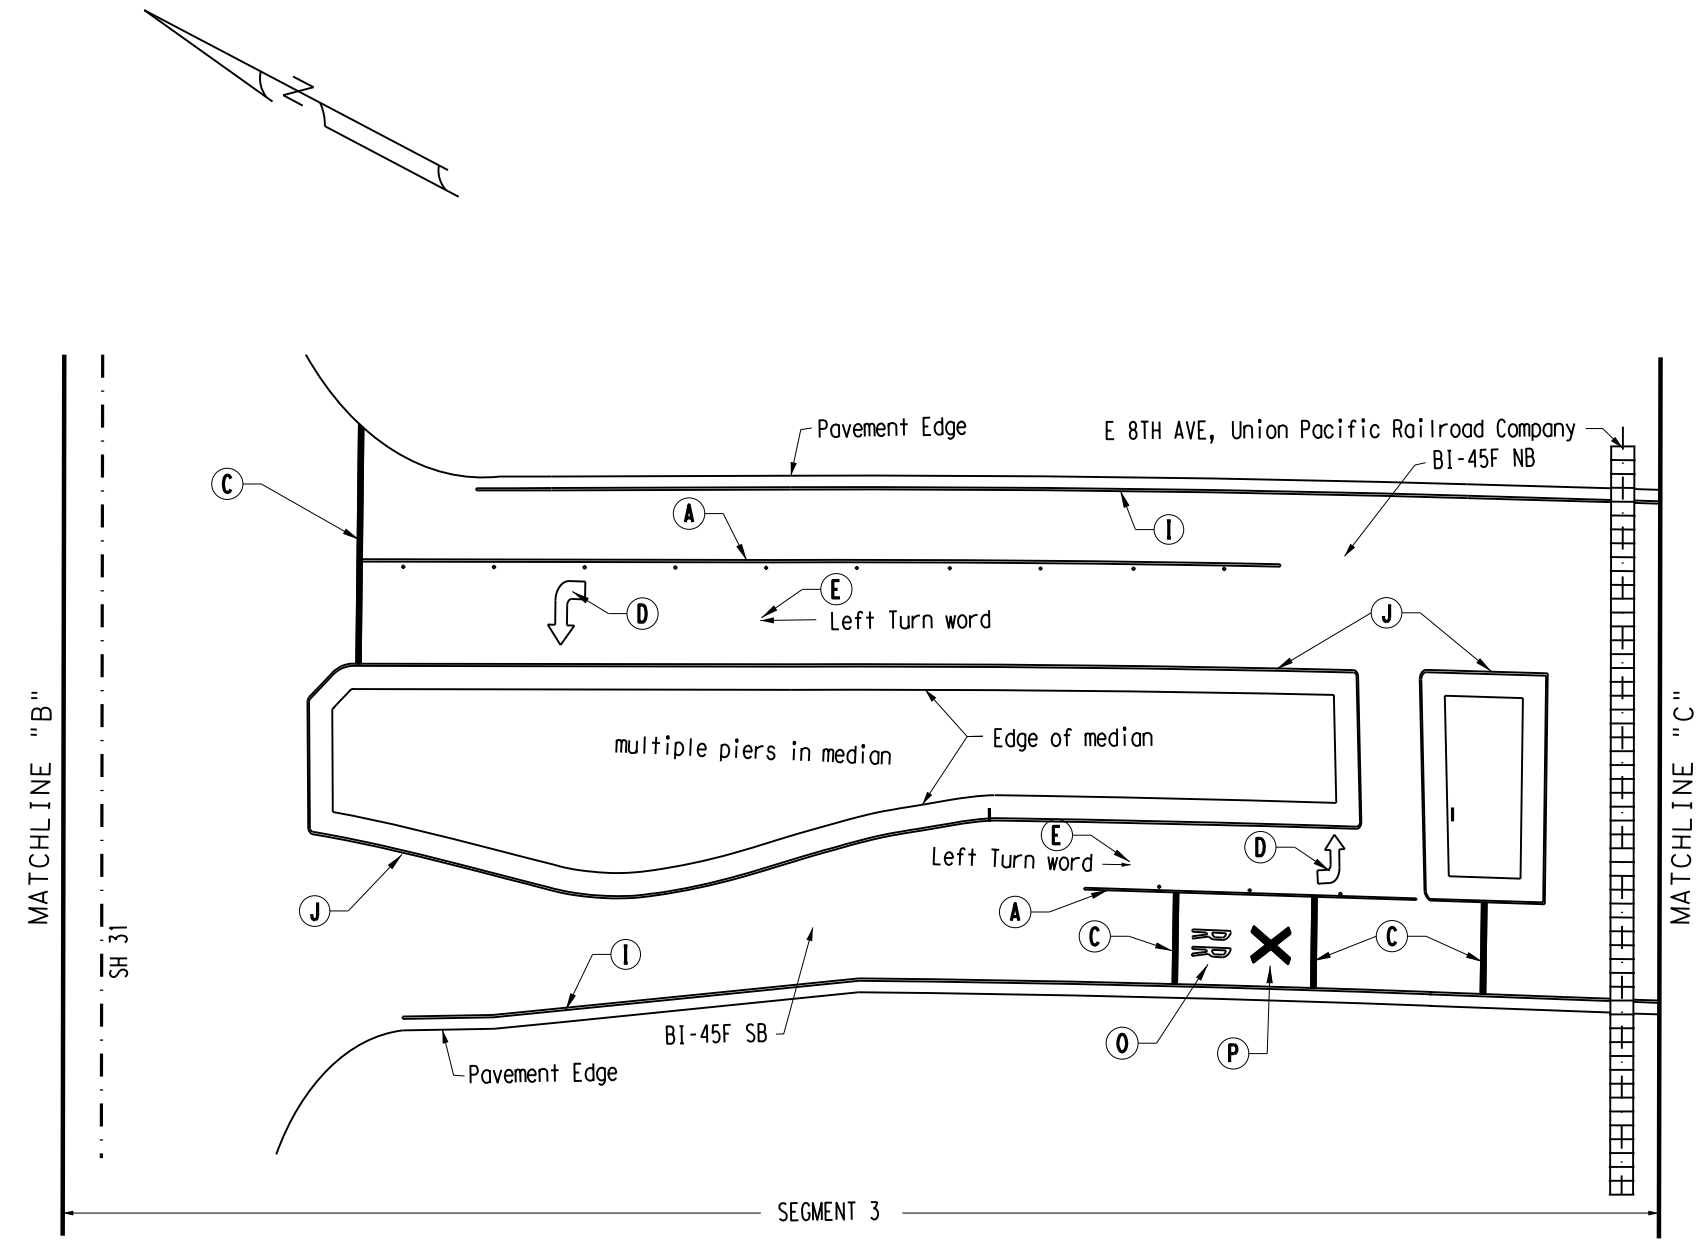 N
Pavement Edge
E 8TH AVE, Union Pacific Railroad Company
BI-45F NB
C
A
I
E
D
Left Turn word
J
MATCHLINE "B"
MATCHLINE "C"
multiple piers in median
Edge of median
E
Left Turn word
D
J
A
C
C
SH 31
I
RR
BI-45F SB
O
P
Pavement Edge
SEGMENT 3